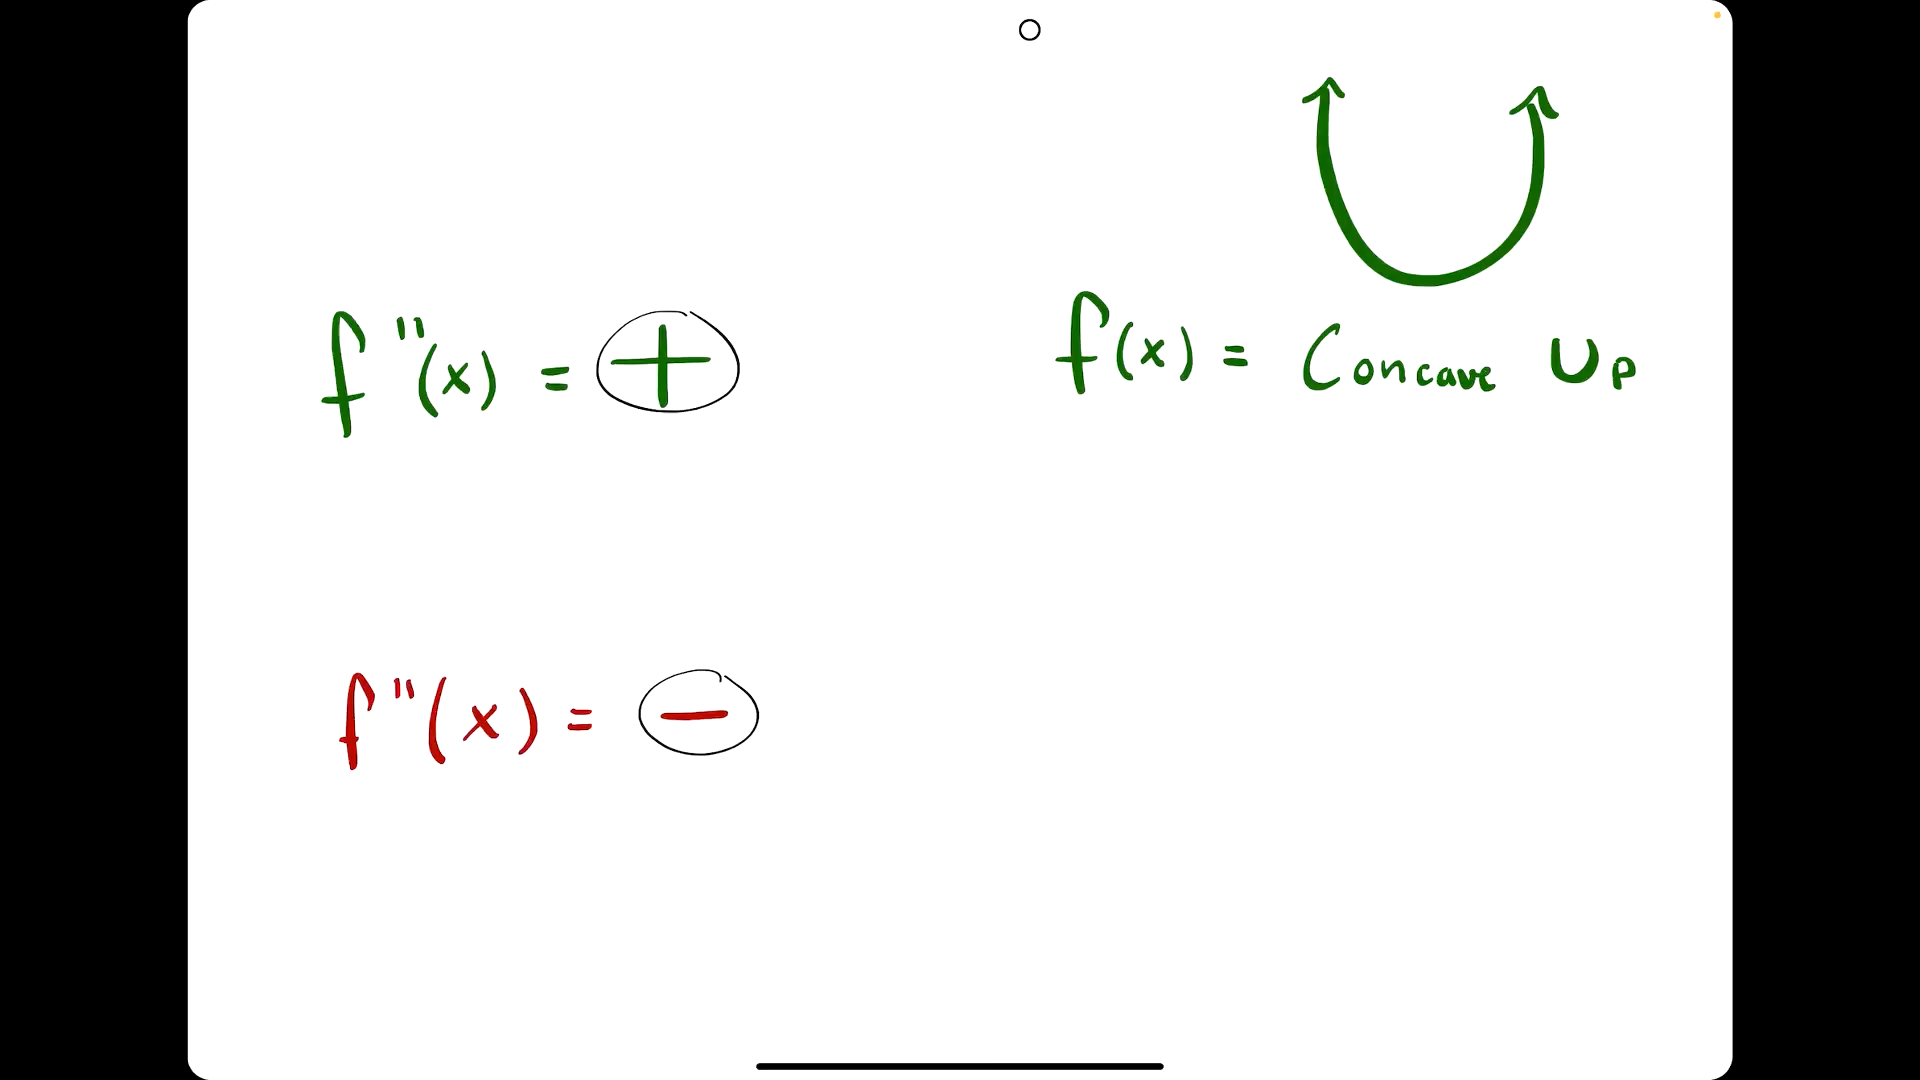 f''(x) = + f(x) = Concave Up
f''(x) = −